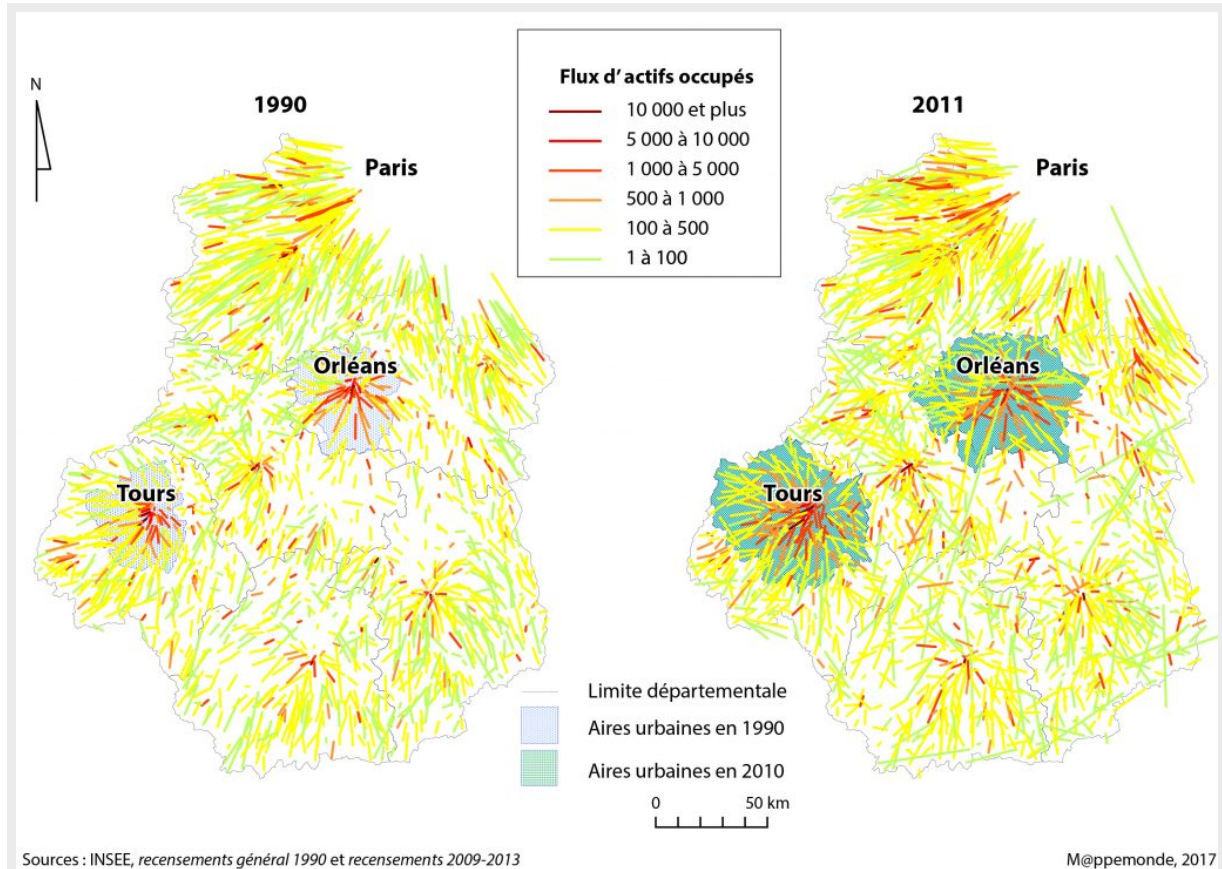 Flux d'actifs occupés
10 000 et plus
5 000 à 10 000
1 000 à 5 000
500 à 1 000
100 à 500
1 à 100
N
1990
Paris
Orléans
Tours
2011
Paris
Orléans
Tours
Limite départementale
Aires urbaines en 1990
Aires urbaines en 2010
0 50 km
Sources : INSEE, recensements général 1990 et recensements 2009-2013
M@ppemonde, 2017